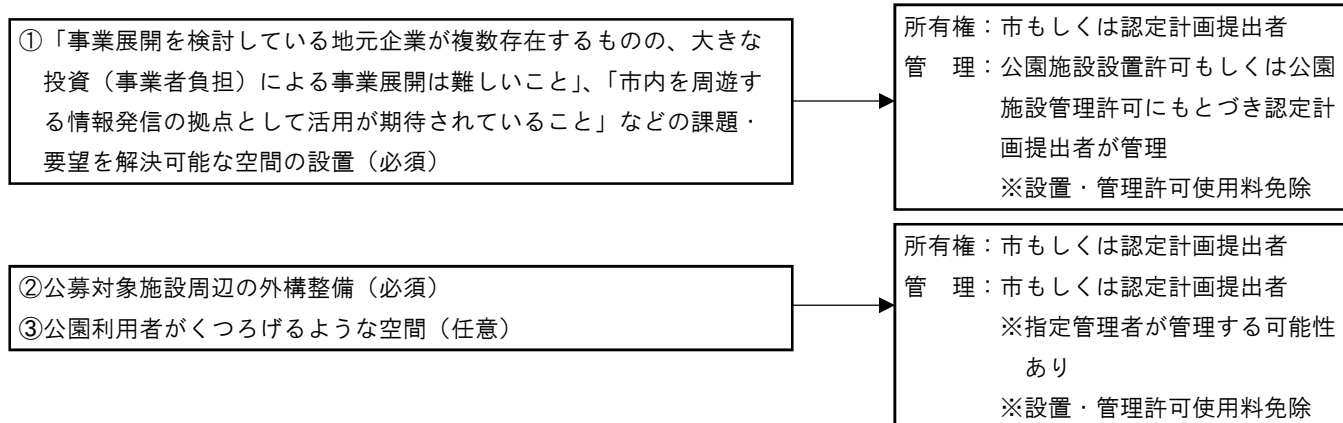 ①「事業展開を検討している地元企業が複数存在するものの、大きな
投資（事業者負担）による事業展開は難しいこと」、「市内を周遊す
る情報発信の拠点として活用が期待されていること」などの課題・
要望を解決可能な空間の設置（必須）
所有権：市もしくは認定計画提出者
管　理：公園施設設置許可もしくは公園
施設管理許可にもとづき認定計
画提出者が管理
※設置・管理許可使用料免除
②公募対象施設周辺の外構整備（必須）
③公園利用者がくつろげるような空間（任意）
所有権：市もしくは認定計画提出者
管　理：市もしくは認定計画提出者
※指定管理者が管理する可能性
あり
※設置・管理許可使用料免除